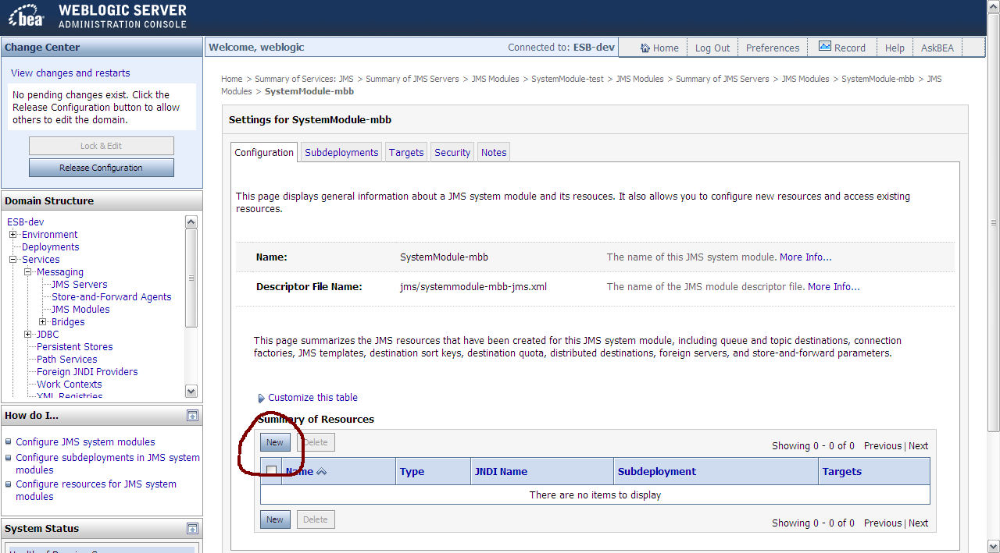 bea
WEBLOGIC SERVER
ADMINISTRATION CONSOLE
Change Center
View changes and restarts
No pending changes exist. Click the
Release Configuration button to allow
others to edit the domain.
Lock & Edit
Release Configuration
Domain Structure
ESB-dev
Environment
Deployments
Services
Messaging
JMS Servers
Store-and-Forward Agents
JMS Modules
Bridges
JDBC
Persistent Stores
Path Services
Foreign JNDI Providers
Work Contexts
XML Registries
How do I...
Configure JMS system modules
Configure subdeployments in JMS system
modules
Configure resources for JMS system
modules
System Status
Welcome, weblogic
Connected to: ESB-dev
Home
Log Out
Preferences
Record
Help
AskBEA
Home > Summary of Services: JMS > Summary of JMS Servers > JMS Modules > SystemModule-test > JMS Modules > Summary of JMS Servers > JMS Modules > SystemModule-mbb > JMS
Modules > SystemModule-mbb
Settings for SystemModule-mbb
Configuration Subdeployments Targets Security Notes
This page displays general information about a JMS system module and its resouces. It also allows you to configure new resources and access existing
resources.
Name: SystemModule-mbb The name of this JMS system module. More Info...
Descriptor File Name: jms/systemmodule-mbb-jms.xml The name of the JMS module descriptor file. More Info...
This page summarizes the JMS resources that have been created for this JMS system module, including queue and topic destinations, connection
factories, JMS templates, destination sort keys, destination quota, distributed destinations, foreign servers, and store-and-forward parameters.
Customize this table
Summary of Resources
New Delete Showing 0 - 0 of 0 Previous | Next
Name Type JNDI Name Subdeployment Targets
There are no items to display
New Delete Showing 0 - 0 of 0 Previous | Next